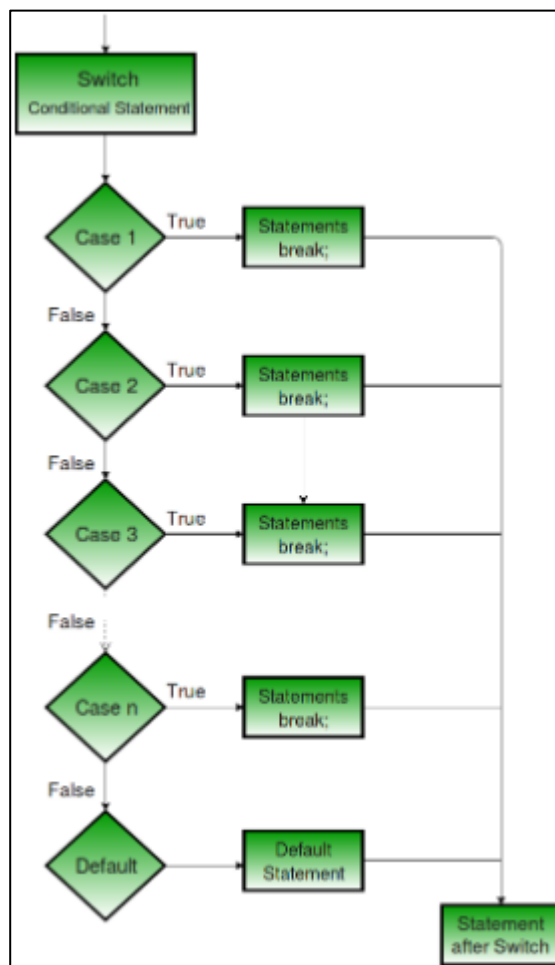 Switch
Conditional Statement
Case 1
True
Statements
break;
False
Case 2
True
Statements
break;
False
Case 3
True
Statements
break;
False
Case n
True
Statements
break;
False
Default
Default
Statement
Statement
after Switch